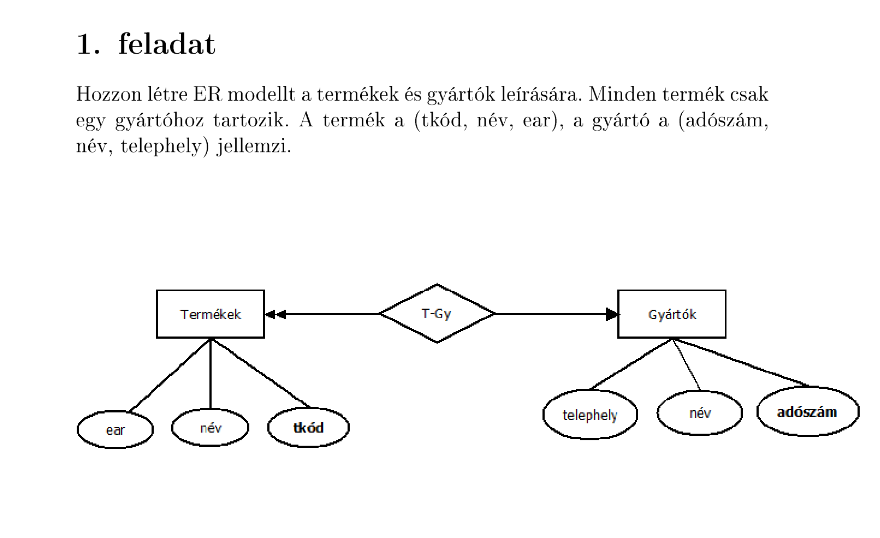 1. feladat
Hozzon létre ER modellt a termékek és gyártók leírására. Minden termék csak
egy gyártóhoz tartozik. A termék a (tkód, név, ear), a gyártó a (adószám,
név, telephely) jellemzi.
Termékek
T-Gy
Gyártók
ear
név
tkód
telephely
név
adószám